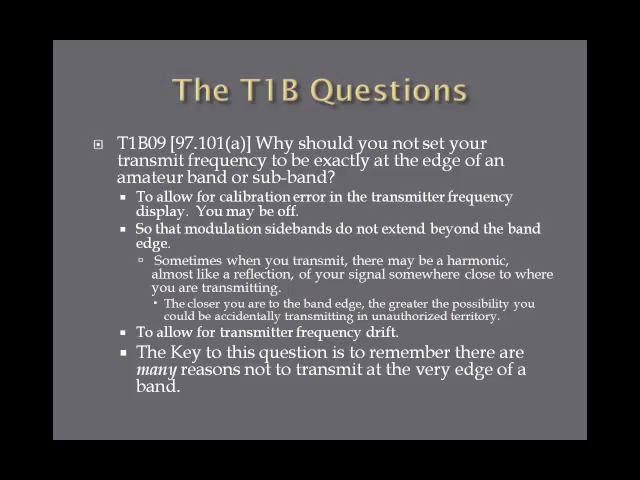 The T1B Questions
T1B09 [97.101(a)] Why should you not set your
transmit frequency to be exactly at the edge of an
amateur band or sub-band?
To allow for calibration error in the transmitter frequency
display.  You may be off.
So that modulation sidebands do not extend beyond the band
edge.
Sometimes when you transmit, there may be a harmonic,
almost like a reflection, of your signal somewhere close to where
you are transmitting.
The closer you are to the band edge, the greater the possibility you
could be accidentally transmitting in unauthorized territory.
To allow for transmitter frequency drift.
The Key to this question is to remember there are
many reasons not to transmit at the very edge of a
band.